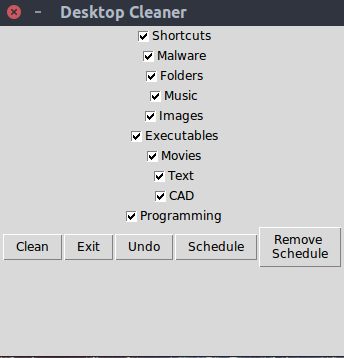 Desktop Cleaner
Shortcuts
Malware
Folders
Music
Images
Executables
Movies
Text
CAD
Programming
Clean Exit Undo Schedule Remove
Schedule